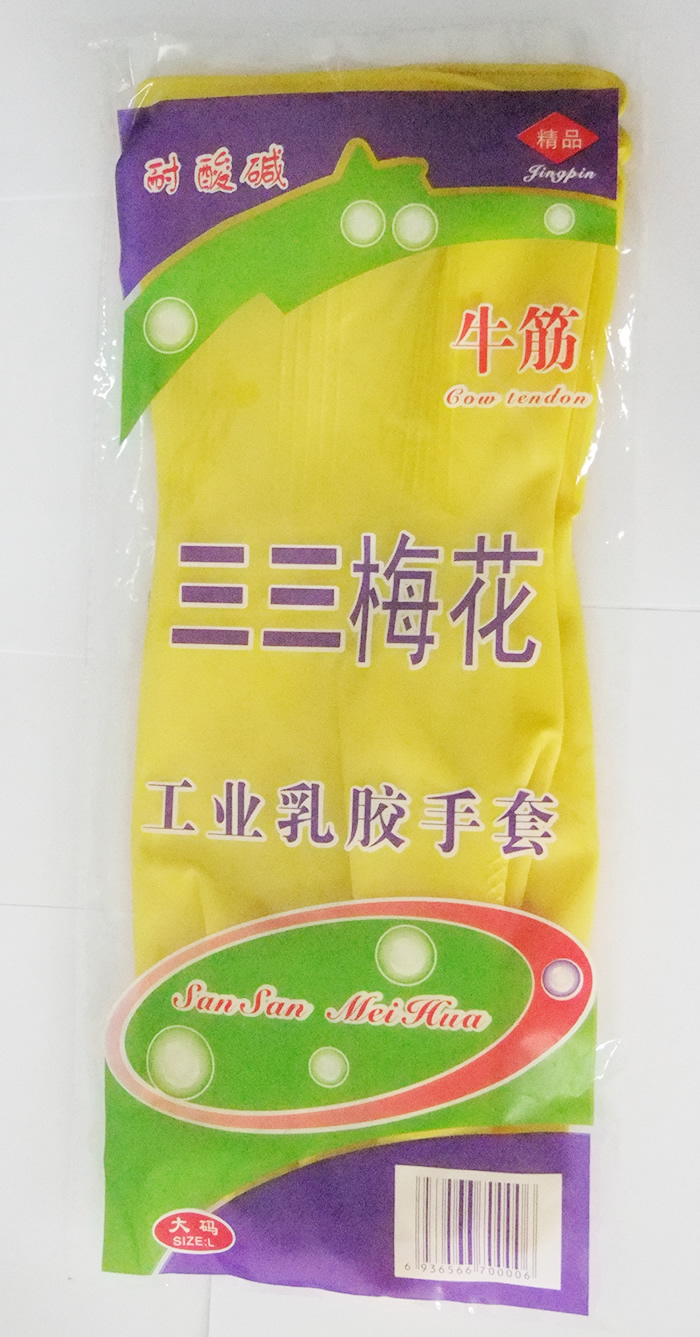 耐酸碱
精品
Jingpin
牛筋
Cow tendon
三三梅花
工业乳胶手套
SanSan MeiHua
大码
SIZE:L
6 936566 700006